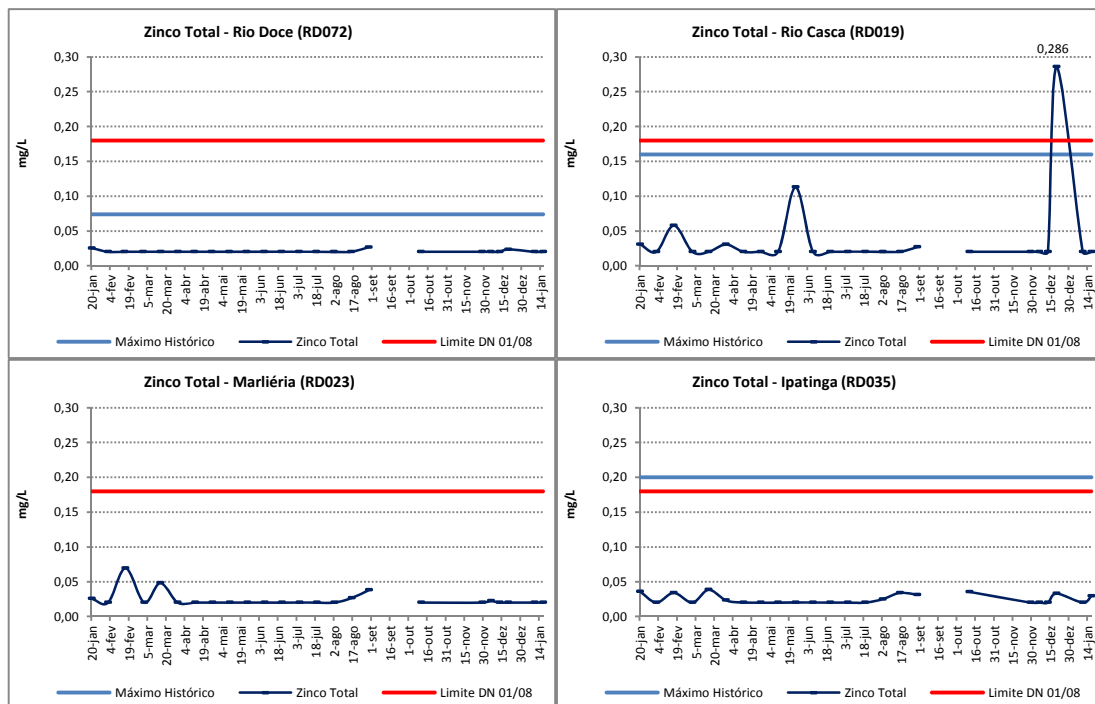 Zinco Total - Rio Doce (RD072)
0,30
0,25
0,20
0,15
0,10
0,05
0,00
mg/L
20-jan
4-fev
19-fev
5-mar
20-mar
4-abr
19-abr
4-mai
19-mai
3-jun
18-jun
3-jul
18-jul
2-ago
17-ago
1-set
16-set
1-out
16-out
31-out
15-nov
30-nov
15-dez
30-dez
14-jan
Máximo Histórico Zinco Total Limite DN 01/08
Zinco Total - Rio Casca (RD019)
0,286
0,30
0,25
0,20
0,15
0,10
0,05
0,00
mg/L
20-jan
4-fev
19-fev
5-mar
20-mar
4-abr
19-abr
4-mai
19-mai
3-jun
18-jun
3-jul
18-jul
2-ago
17-ago
1-set
16-set
1-out
16-out
31-out
15-nov
30-nov
15-dez
30-dez
14-jan
Máximo Histórico Zinco Total Limite DN 01/08
Zinco Total - Marliéria (RD023)
0,30
0,25
0,20
0,15
0,10
0,05
0,00
mg/L
20-jan
4-fev
19-fev
5-mar
20-mar
4-abr
19-abr
4-mai
19-mai
3-jun
18-jun
3-jul
18-jul
2-ago
17-ago
1-set
16-set
1-out
16-out
31-out
15-nov
30-nov
15-dez
30-dez
14-jan
Máximo Histórico Zinco Total Limite DN 01/08
Zinco Total - Ipatinga (RD035)
0,30
0,25
0,20
0,15
0,10
0,05
0,00
mg/L
20-jan
4-fev
19-fev
5-mar
20-mar
4-abr
19-abr
4-mai
19-mai
3-jun
18-jun
3-jul
18-jul
2-ago
17-ago
1-set
16-set
1-out
16-out
31-out
15-nov
30-nov
15-dez
30-dez
14-san
Máximo Histórico Zinco Total Limite DN 01/08